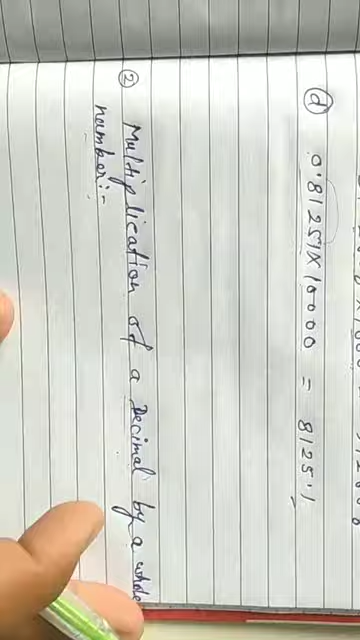 d 0.81251 × 10000 = 8125.1
② Multiplication of a Decimal by a whole
number:-